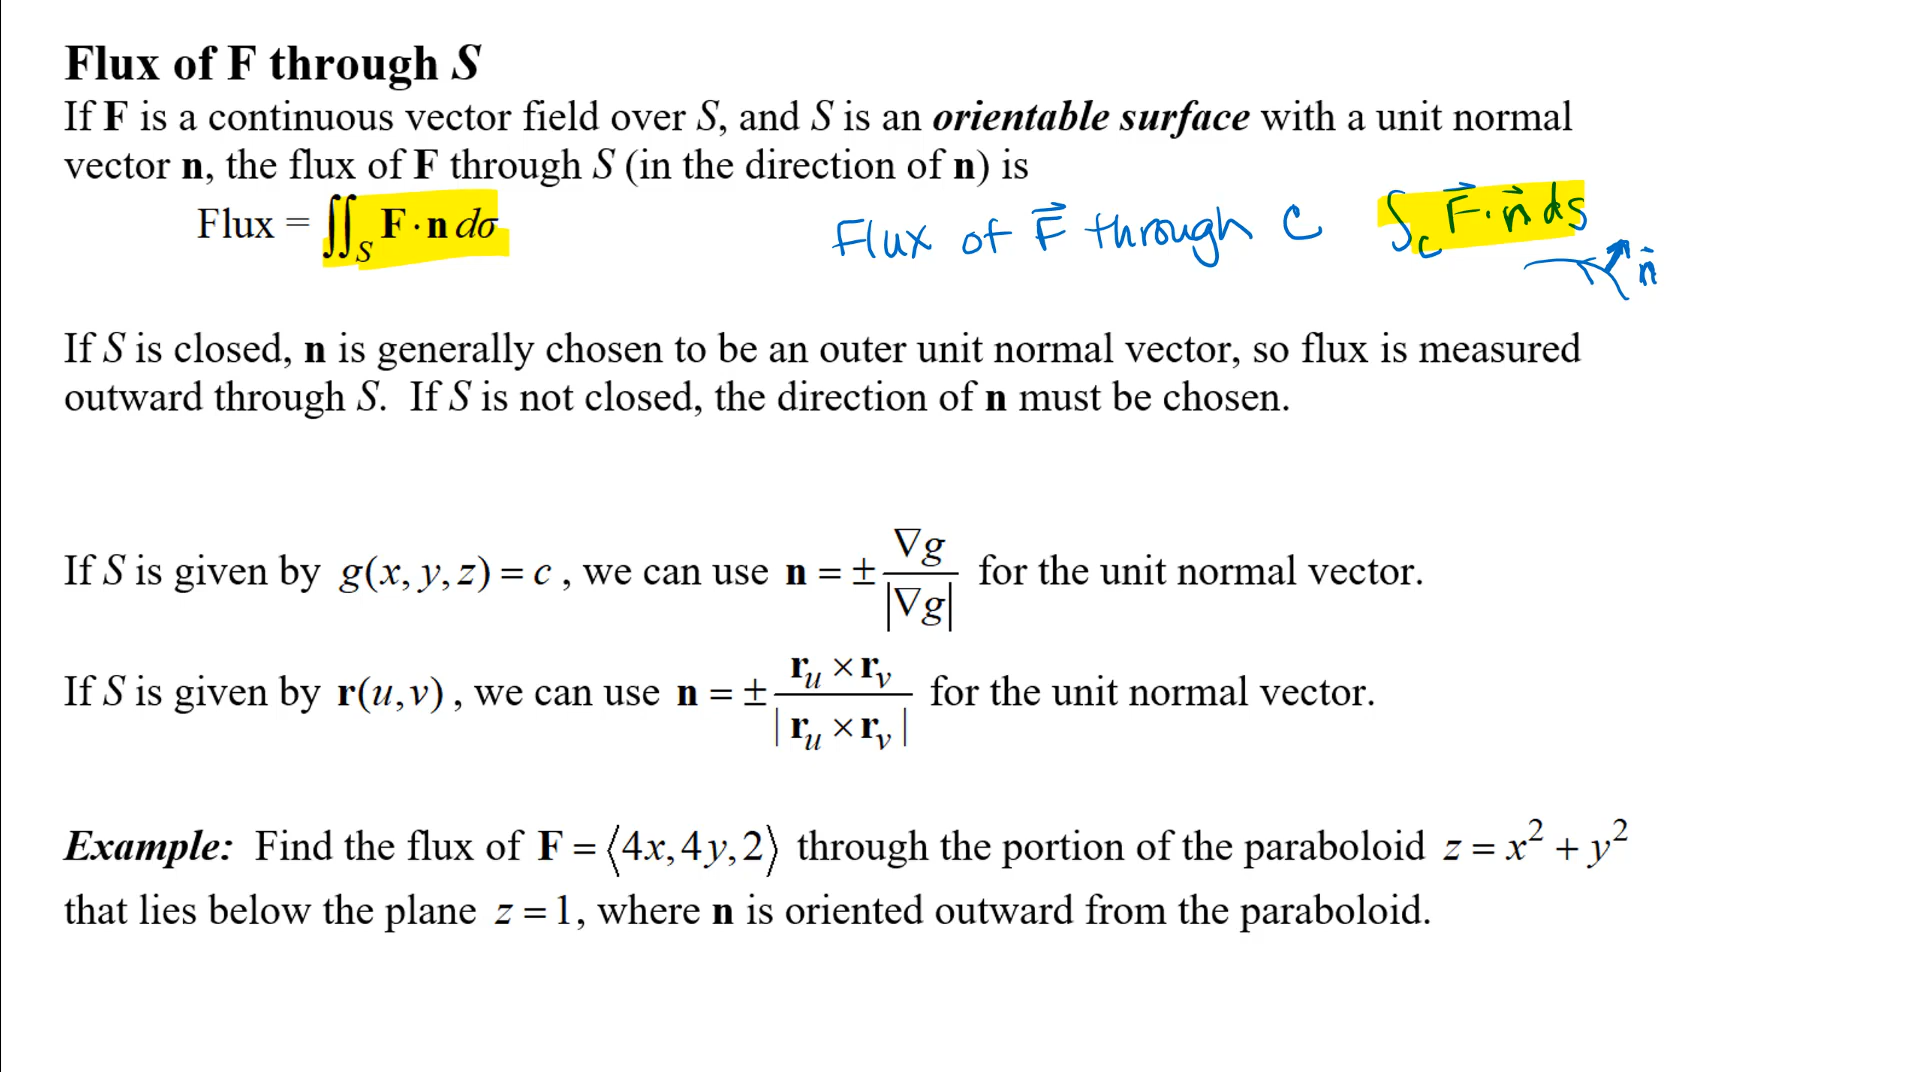 Flux of F through S
If F is a continuous vector field over S, and S is an orientable surface with a unit normal
vector n, the flux of F through S (in the direction of n) is
Flux = ∬_S F · n dσ
Flux of F⃗ through C ∫_C F⃗ · n⃗ ds
n⃗
If S is closed, n is generally chosen to be an outer unit normal vector, so flux is measured
outward through S. If S is not closed, the direction of n must be chosen.
If S is given by g(x, y, z) = c , we can use n = ± ∇g / |∇g| for the unit normal vector.
If S is given by r(u, v) , we can use n = ± r_u × r_v / | r_u × r_v | for the unit normal vector.
Example: Find the flux of F = ⟨4x, 4y, 2⟩ through the portion of the paraboloid z = x² + y²
that lies below the plane z = 1, where n is oriented outward from the paraboloid.